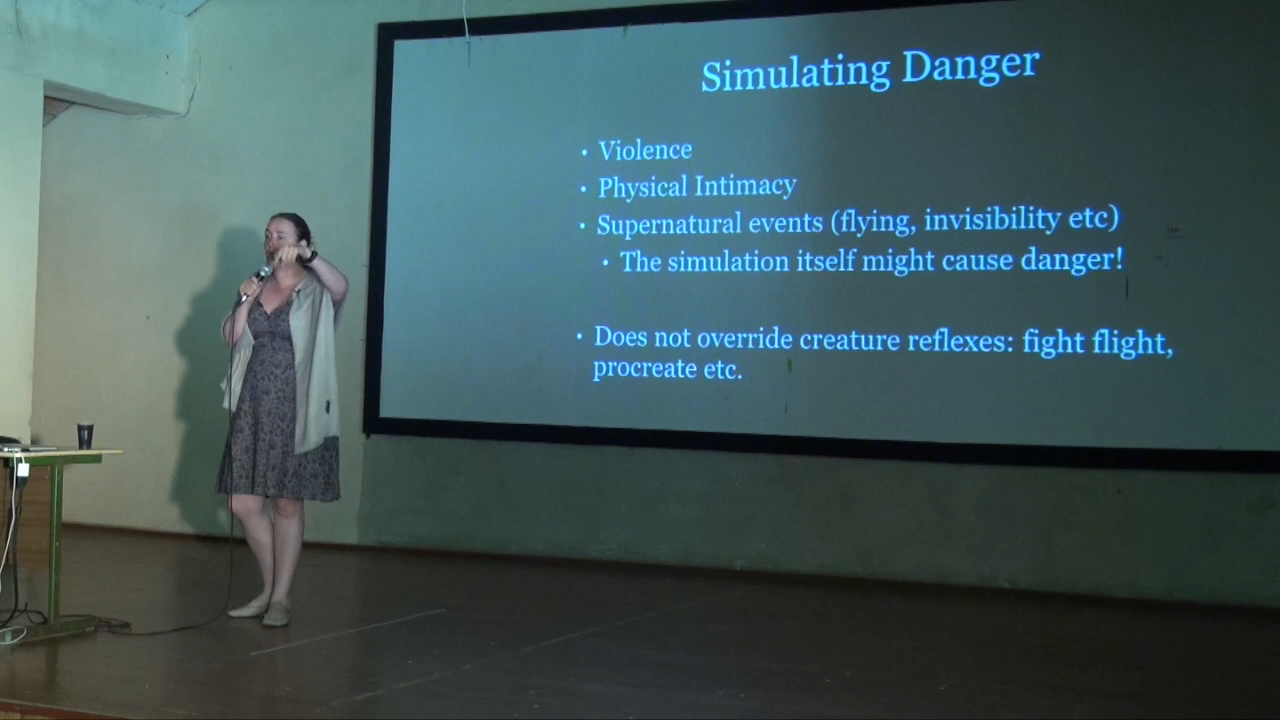 Simulating Danger
• Violence
• Physical Intimacy
• Supernatural events (flying, invisibility etc)
• The simulation itself might cause danger!
• Does not override creature reflexes: fight flight,
procreate etc.